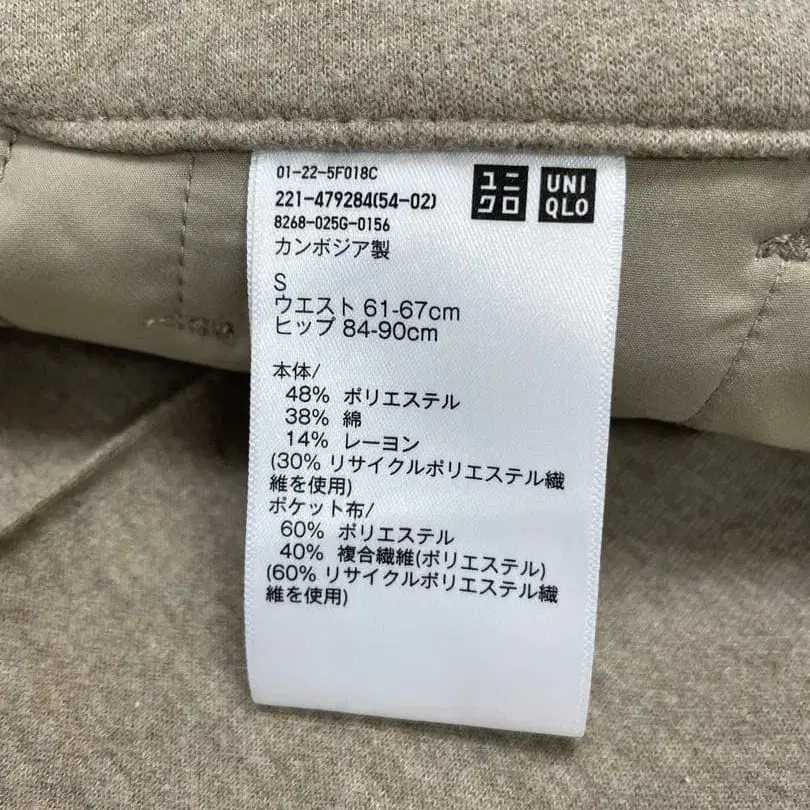 01-22-5F018C
221-479284(54-02)
8268-025G-0156
カンボジア製
ユニ
クロ
UNI
QLO
S
ウエスト 61-67cm
ヒップ 84-90cm
本体/
48% ポリエステル
38% 綿
14% レーヨン
(30% リサイクルポリエステル繊
維を使用)
ポケット布/
60% ポリエステル
40% 複合繊維(ポリエステル)
(60% リサイクルポリエステル繊
維を使用)